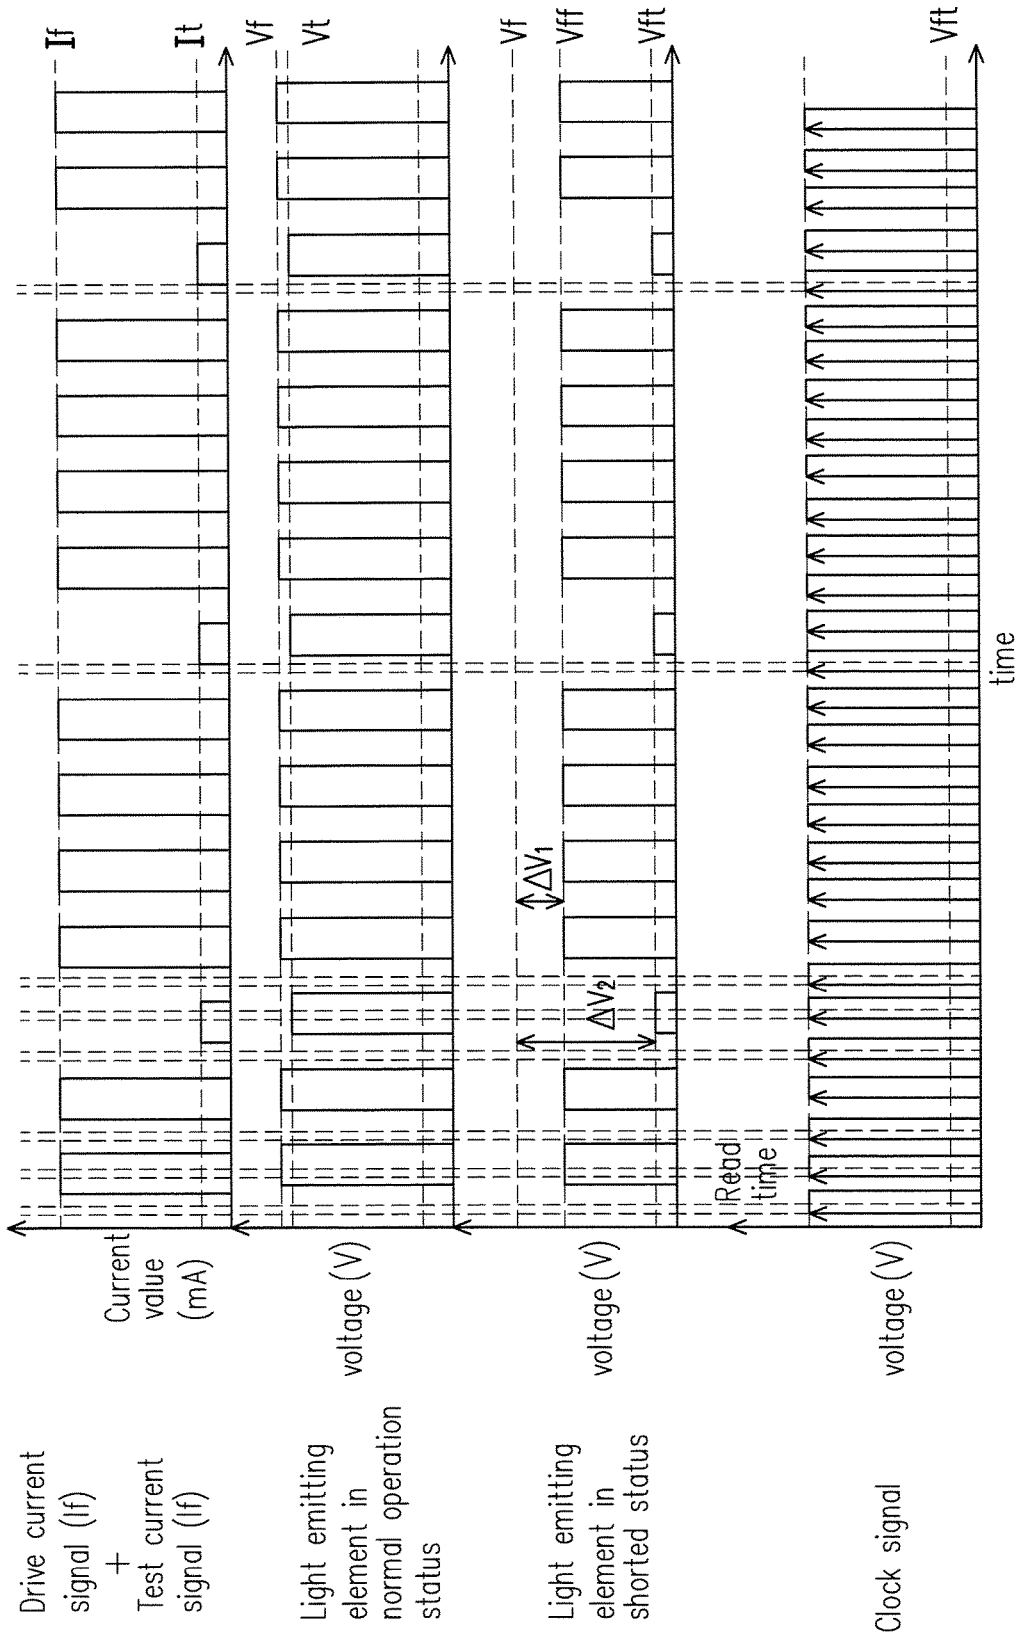 Drive current
signal (If)
+
Test current
signal (If)
Current
value
(mA)
If
It
Light emitting
element in
normal operation
status
voltage (V)
Vf
Vt
Light emitting
element in
shorted status
voltage (V)
ΔV2
ΔV1
Vf
Vff
Vft
Clock signal
voltage (V)
Read
time
Vft
time